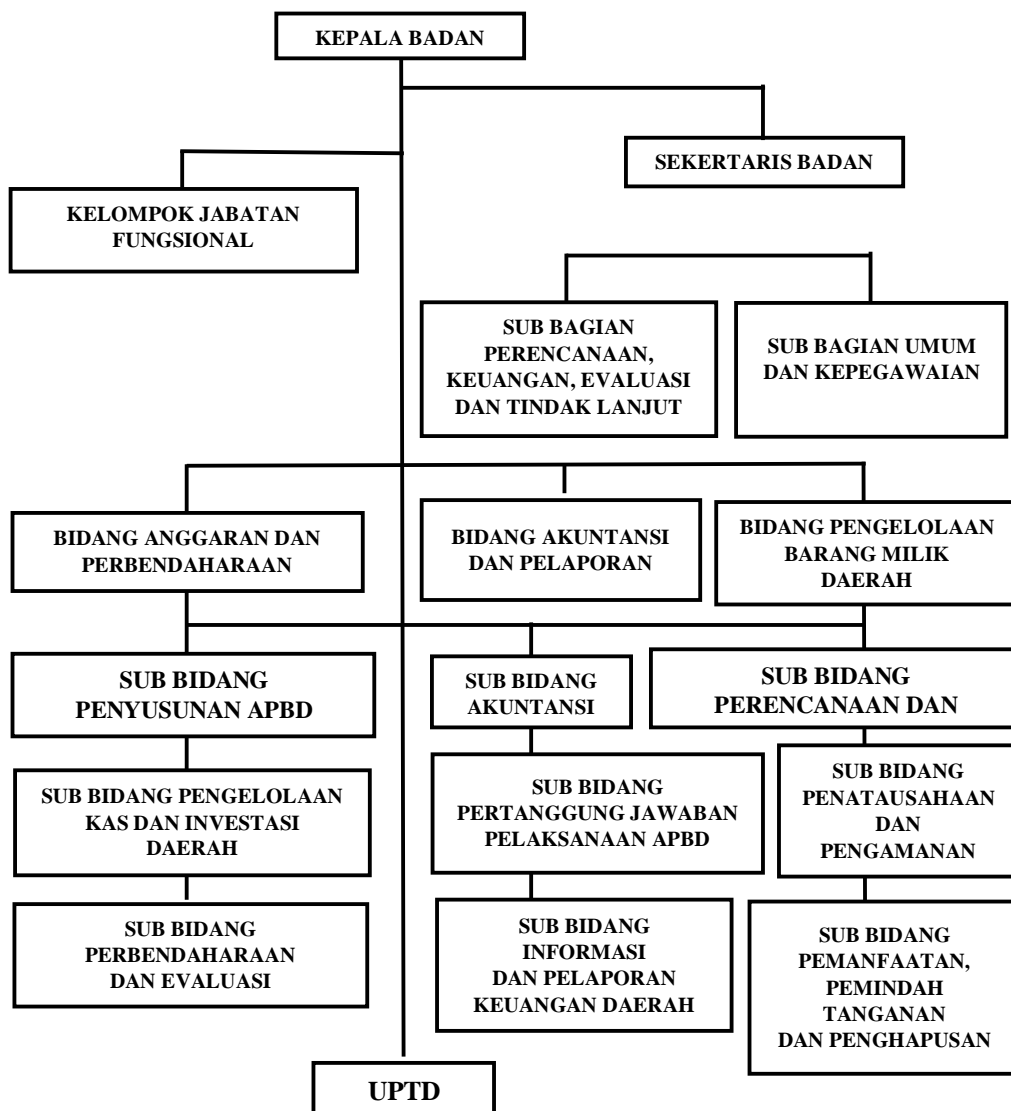 KEPALA BADAN
SEKERTARIS BADAN
KELOMPOK JABATAN
FUNGSIONAL
SUB BAGIAN
PERENCANAAN,
KEUANGAN, EVALUASI
DAN TINDAK LANJUT
SUB BAGIAN UMUM
DAN KEPEGAWAIAN
BIDANG ANGGARAN DAN
PERBENDAHARAAN
BIDANG AKUNTANSI
DAN PELAPORAN
BIDANG PENGELOLAAN
BARANG MILIK
DAERAH
SUB BIDANG
PENYUSUNAN APBD
SUB BIDANG
AKUNTANSI
SUB BIDANG
PERENCANAAN DAN
SUB BIDANG PENGELOLAAN
KAS DAN INVESTASI
DAERAH
SUB BIDANG
PERTANGGUNG JAWABAN
PELAKSANAAN APBD
SUB BIDANG
PENATAUSAHAAN
DAN
PENGAMANAN
SUB BIDANG
PERBENDAHARAAN
DAN EVALUASI
SUB BIDANG
INFORMASI
DAN PELAPORAN
KEUANGAN DAERAH
SUB BIDANG
PEMANFAATAN,
PEMINDAH
TANGANAN
DAN PENGHAPUSAN
UPTD